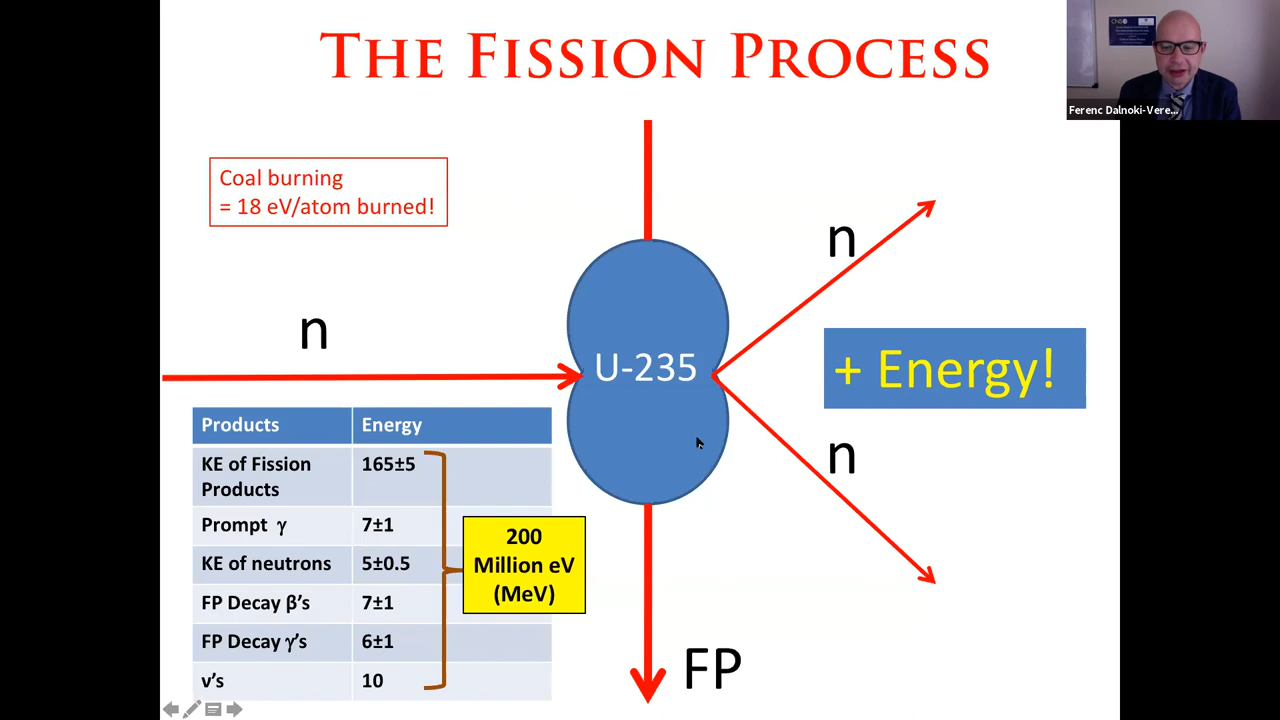 THE FISSION PROCESS
Ferenc Dalnoki-Vere...
Coal burning
= 18 eV/atom burned!
n
n
U-235
+ Energy!
n
Products Energy
KE of Fission Products 165±5
Prompt γ 7±1
KE of neutrons 5±0.5
FP Decay β's 7±1
FP Decay γ's 6±1
ν's 10
200
Million eV
(MeV)
FP